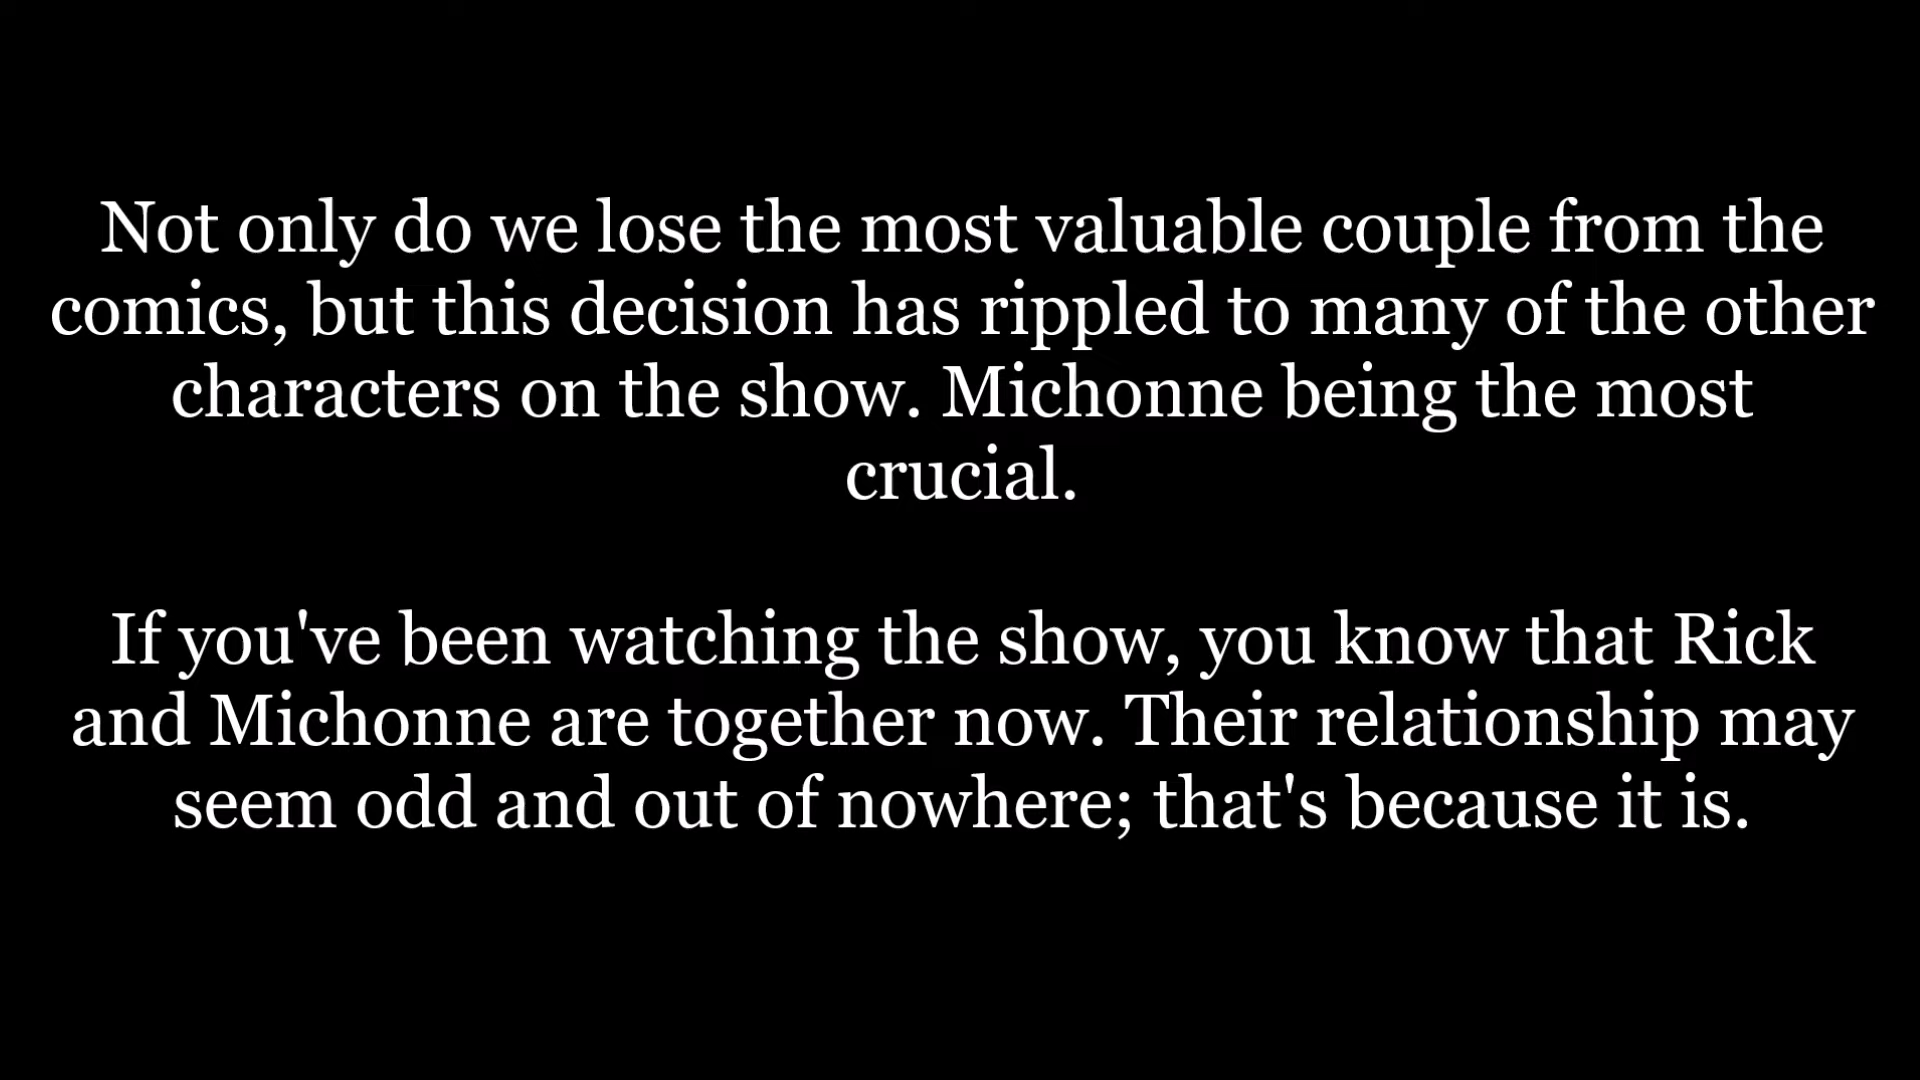 Not only do we lose the most valuable couple from the
comics, but this decision has rippled to many of the other
characters on the show. Michonne being the most
crucial.
If you've been watching the show, you know that Rick
and Michonne are together now. Their relationship may
seem odd and out of nowhere; that's because it is.